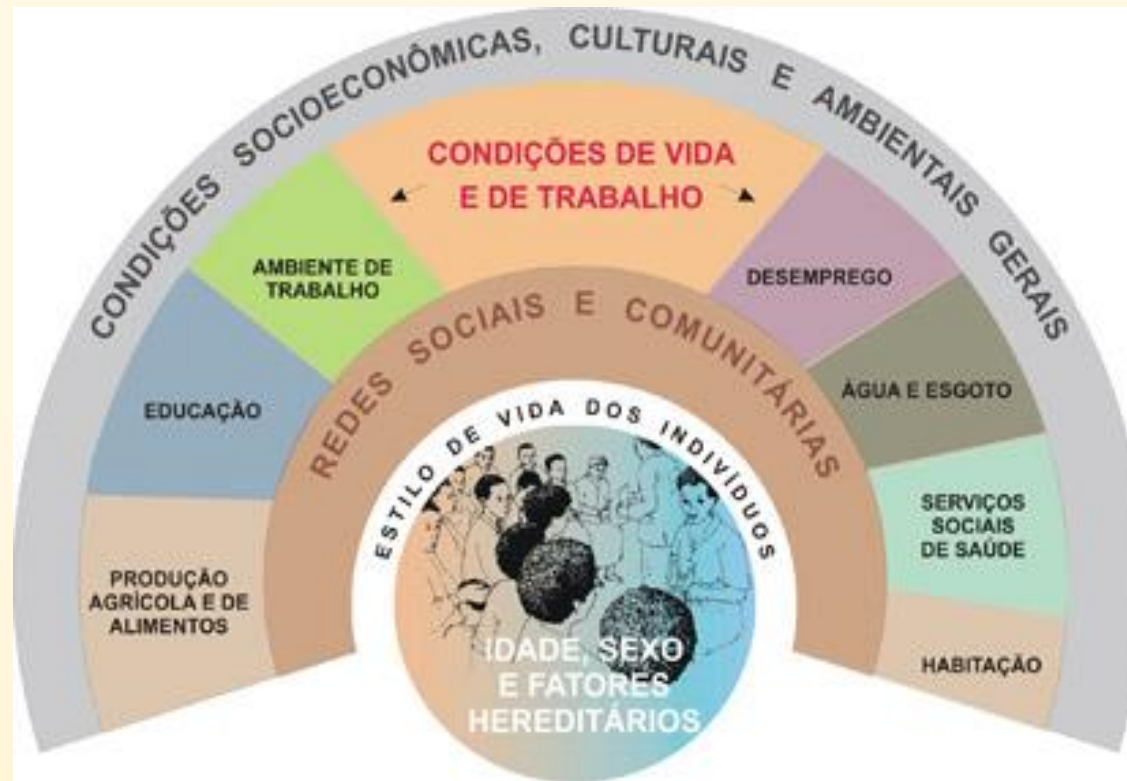 CONDIÇÕES SOCIOECONÔMICAS, CULTURAIS E AMBIENTAIS GERAIS
CONDIÇÕES DE VIDA
E DE TRABALHO
AMBIENTE DE
TRABALHO
DESEMPREGO
EDUCAÇÃO
ÁGUA E ESGOTO
PRODUÇÃO
AGRÍCOLA E DE
ALIMENTOS
SERVIÇOS
SOCIAIS
DE SAÚDE
HABITAÇÃO
REDES SOCIAIS E COMUNITÁRIAS
ESTILO DE VIDA DOS INDIVÍDUOS
IDADE, SEXO
E FATORES
HEREDITÁRIOS